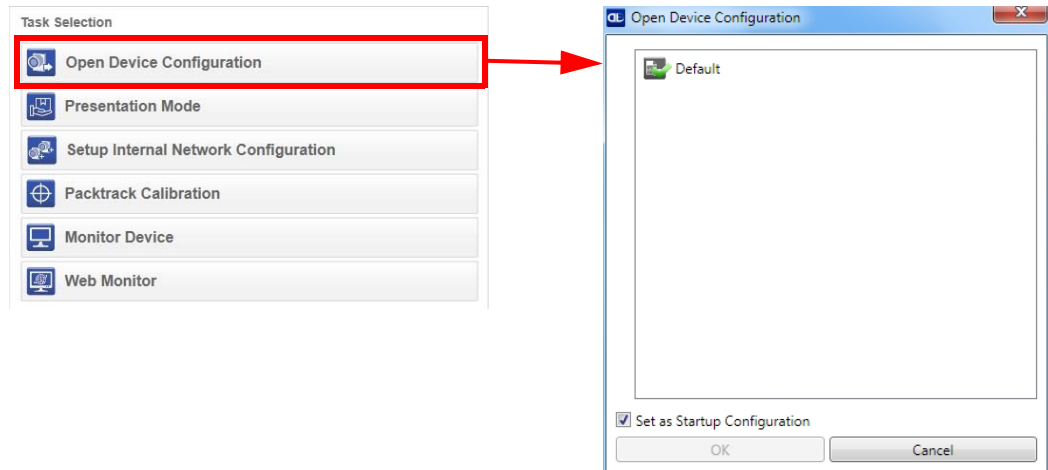 Task Selection
Open Device Configuration
Presentation Mode
Setup Internal Network Configuration
Packtrack Calibration
Monitor Device
Web Monitor
DL Open Device Configuration
Default
Set as Startup Configuration
OK
Cancel